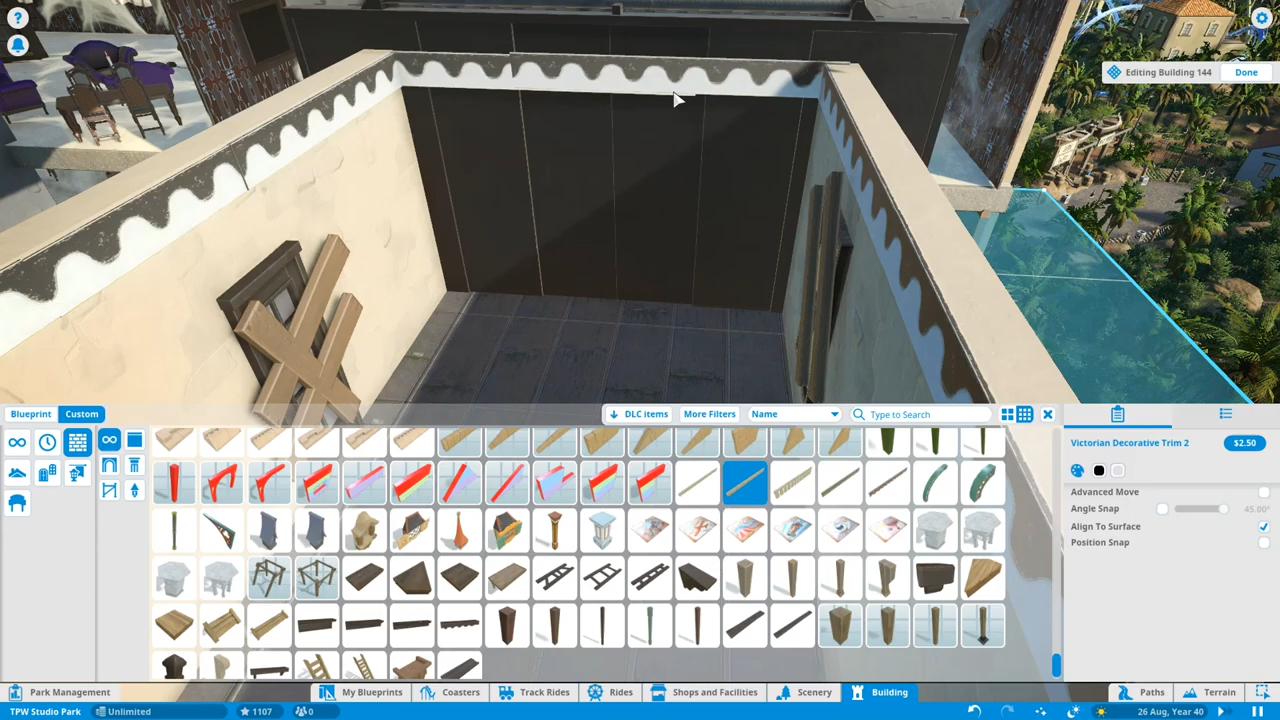 ?
Editing Building 144
Done
Blueprint
Custom
DLC items
More Filters
Name
Type to Search
Victorian Decorative Trim 2
$2.50
Advanced Move
Angle Snap
45.00°
Align To Surface
Position Snap
Park Management
My Blueprints
Coasters
Track Rides
Rides
Shops and Facilities
Scenery
Building
Paths
Terrain
TPW Studio Park
Unlimited
1107
0
26 Aug, Year 40